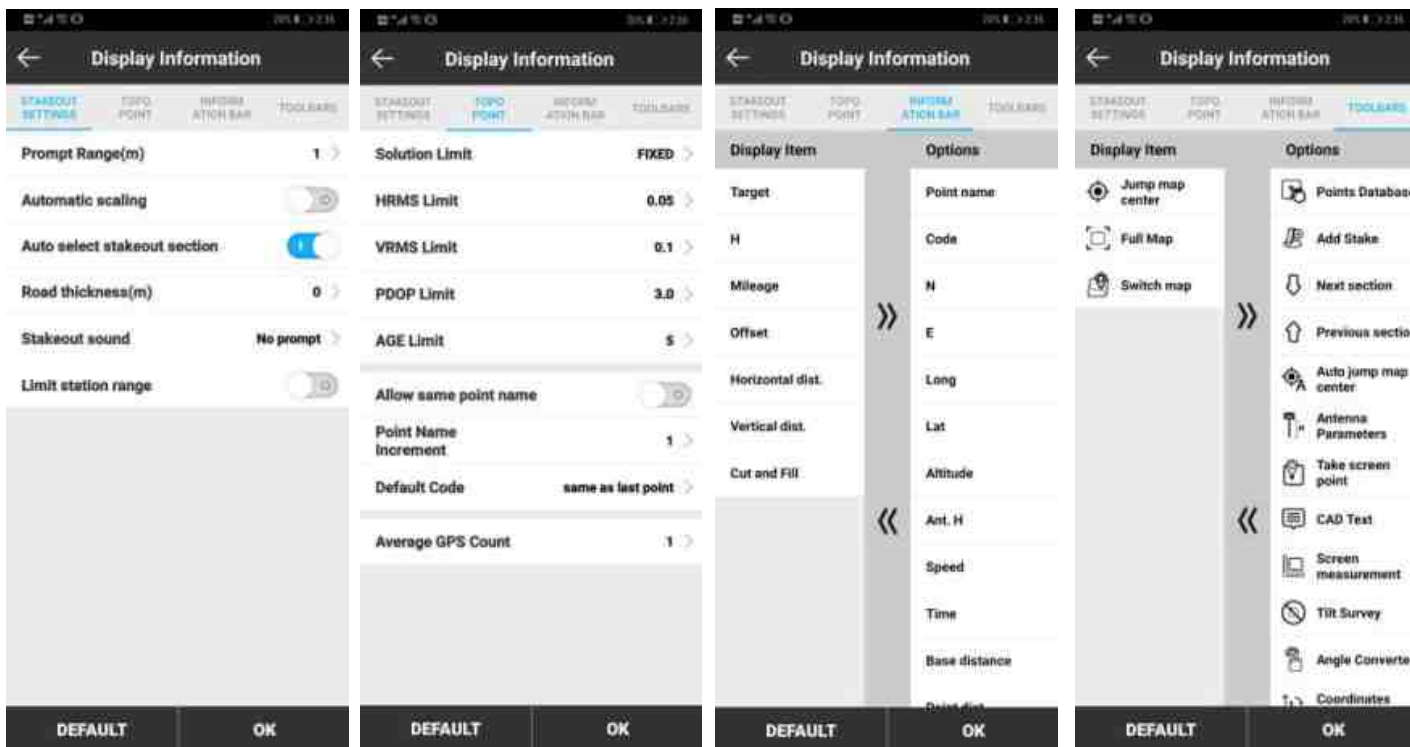 Display Information
STAKEOUT SETTINGS
TOPO POINT
INFORMATION BAR
TOOLBARS
Prompt Range(m)
1
Automatic scaling
Auto select stakeout section
Road thickness(m)
0
Stakeout sound
No prompt
Limit station range
DEFAULT
OK
Display Information
STAKEOUT SETTINGS
TOPO POINT
INFORMATION BAR
TOOLBARS
Solution Limit
FIXED
HRMS Limit
0.05
VRMS Limit
0.1
PDOP Limit
3.0
AGE Limit
5
Allow same point name
Point Name
Increment
1
Default Code
same as last point
Average GPS Count
1
DEFAULT
OK
Display Information
STAKEOUT SETTINGS
TOPO POINT
INFORMATION BAR
TOOLBARS
Display Item
Options
Target
Point name
H
Code
Mileage
N
Offset
E
Horizontal dist.
Long
Vertical dist.
Lat
Cut and Fill
Altitude
Ant. H
Speed
Time
Base distance
DEFAULT
OK
Display Information
STAKEOUT SETTINGS
TOPO POINT
INFORMATION BAR
TOOLBARS
Display Item
Options
Jump map
center
Points Databas
Full Map
Add Stake
Switch map
Next section
Previous sectio
Auto jump map
center
Antenna
Parameters
Take screen
point
CAD Text
Screen
measurement
Tilt Survey
Angle Converte
Coordinates
DEFAULT
OK